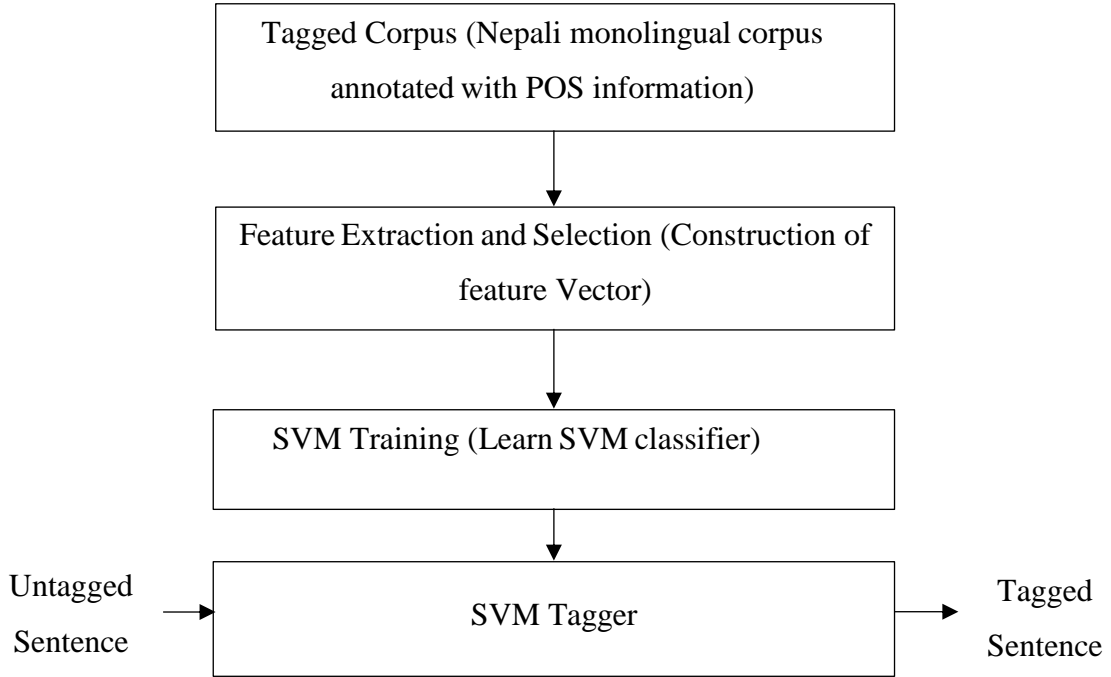 Tagged Corpus (Nepali monolingual corpus
annotated with POS information)
Feature Extraction and Selection (Construction of
feature Vector)
SVM Training (Learn SVM classifier)
Untagged
Sentence
SVM Tagger
Tagged
Sentence